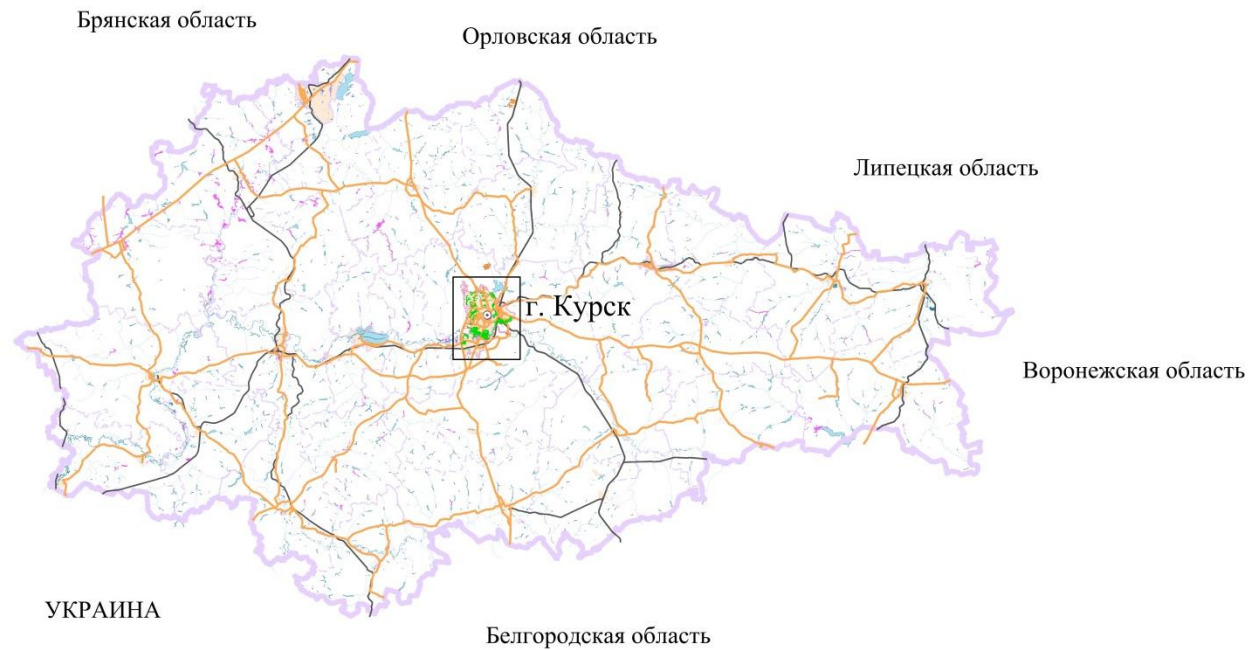 Брянская область
Орловская область
Липецкая область
г. Курск
Воронежская область
УКРАИНА
Белгородская область